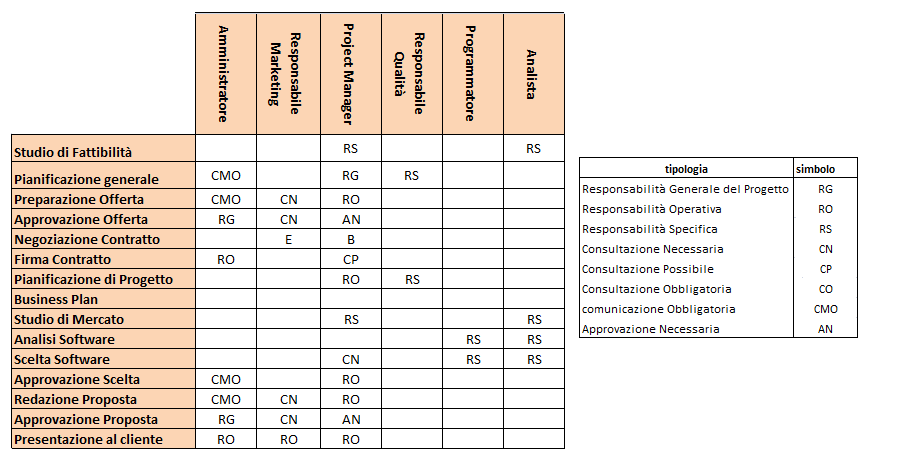 Amministratore
Responsabile
Marketing
Project Manager
Responsabile
Qualità
Programmatore
Analista
Studio di Fattibilità RS RS
Pianificazione generale CMO RG RS
Preparazione Offerta CMO CN RO
Approvazione Offerta RG CN AN
Negoziazione Contratto E B
Firma Contratto RO CP
Pianificazione di Progetto RO RS
Business Plan
Studio di Mercato RS RS
Analisi Software RS RS
Scelta Software CN RS RS
Approvazione Scelta CMO RO
Redazione Proposta CMO CN RO
Approvazione Proposta RG CN AN
Presentazione al cliente RO RO RO
tipologia simbolo
Responsabilità Generale del Progetto RG
Responsabilità Operativa RO
Responsabilità Specifica RS
Consultazione Necessaria CN
Consultazione Possibile CP
Consultazione Obbligatoria CO
comunicazione Obbligatoria CMO
Approvazione Necessaria AN